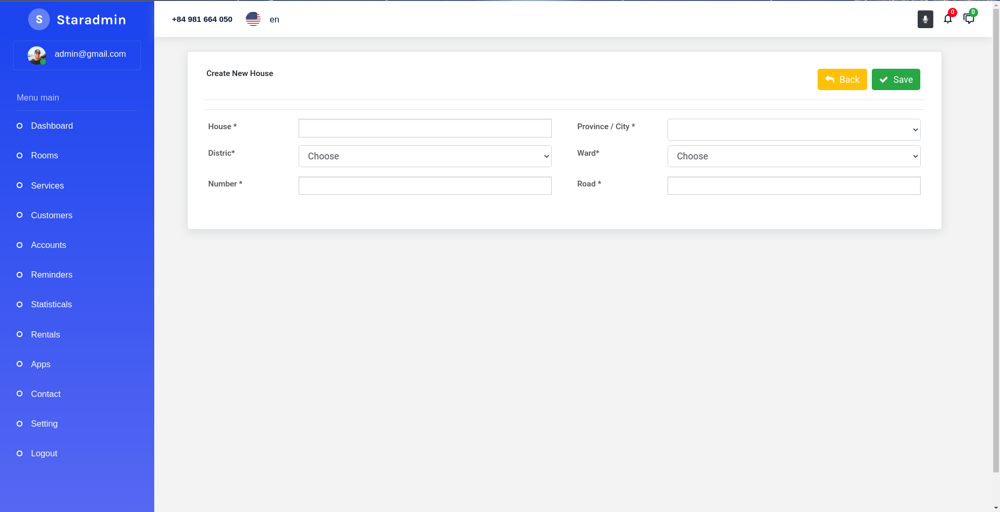 S Staradmin
admin@gmail.com
Menu main
Dashboard
Rooms
Services
Customers
Accounts
Reminders
Statisticals
Rentals
Apps
Contact
Setting
Logout
+84 981 664 050 en
0 0
Create New House
Back Save
House * Province / City *
Distric* Choose Ward* Choose
Number * Road *